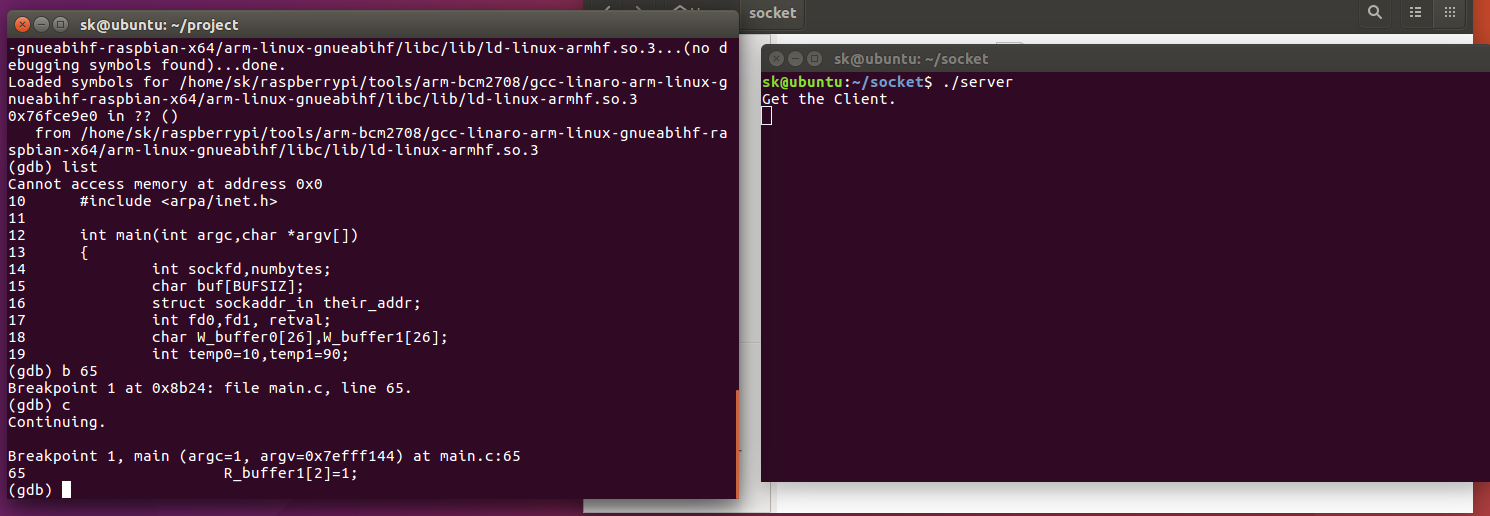 socket
sk@ubuntu: ~/project
-gnueabihf-raspbian-x64/arm-linux-gnueabihf/libc/lib/ld-linux-armhf.so.3...(no d
ebugging symbols found)...done.
Loaded symbols for /home/sk/raspberrypi/tools/arm-bcm2708/gcc-linaro-arm-linux-g
nueabihf-raspbian-x64/arm-linux-gnueabihf/libc/lib/ld-linux-armhf.so.3
0x76fce9e0 in ?? ()
   from /home/sk/raspberrypi/tools/arm-bcm2708/gcc-linaro-arm-linux-gnueabihf-ra
spbian-x64/arm-linux-gnueabihf/libc/lib/ld-linux-armhf.so.3
(gdb) list
Cannot access memory at address 0x0
10      #include <arpa/inet.h>
11
12      int main(int argc,char *argv[])
13      {
14              int sockfd,numbytes;
15              char buf[BUFSIZ];
16              struct sockaddr_in their_addr;
17              int fd0,fd1, retval;
18              char W_buffer0[26],W_buffer1[26];
19              int temp0=10,temp1=90;
(gdb) b 65
Breakpoint 1 at 0x8b24: file main.c, line 65.
(gdb) c
Continuing.

Breakpoint 1, main (argc=1, argv=0x7efff144) at main.c:65
65                      R_buffer1[2]=1;
(gdb)
sk@ubuntu: ~/socket
sk@ubuntu:~/socket$ ./server
Get the Client.